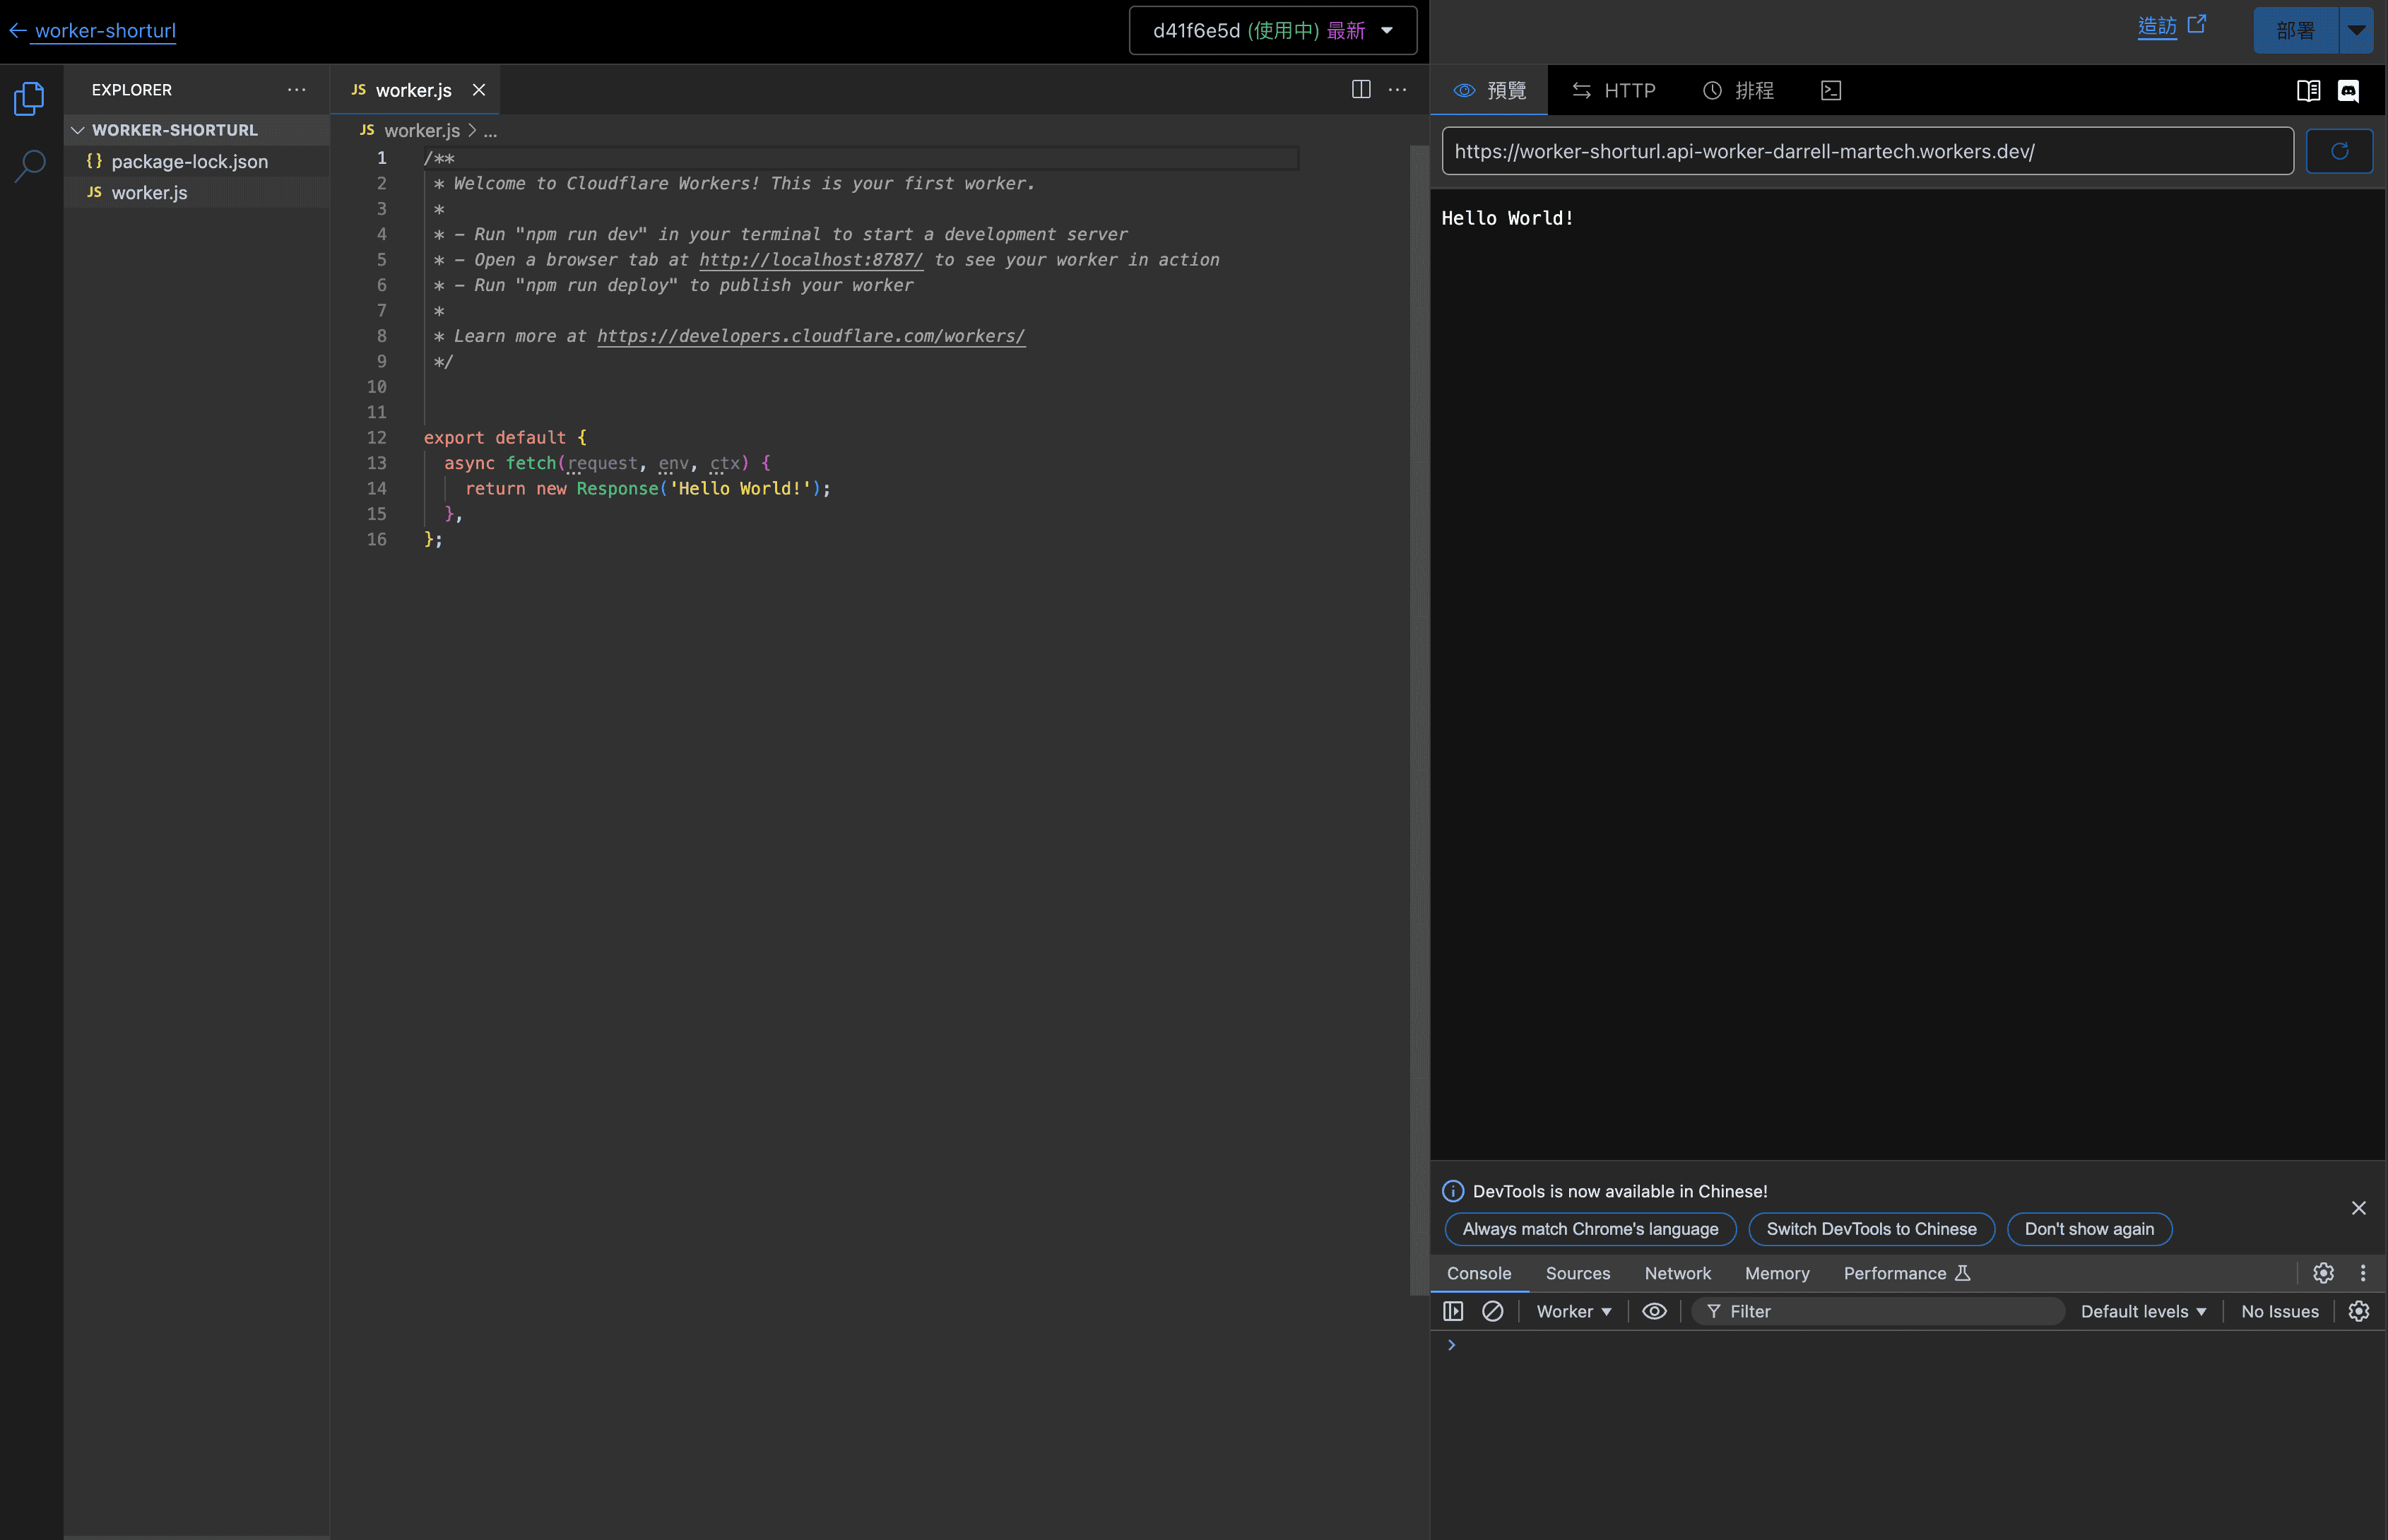 worker-shorturl
d41f6e5d (使用中) 最新
造訪
部署
EXPLORER
WORKER-SHORTURL
{} package-lock.json
JS worker.js
JS worker.js
JS worker.js > ...
1 /**
2 * Welcome to Cloudflare Workers! This is your first worker.
3 *
4 * - Run "npm run dev" in your terminal to start a development server
5 * - Open a browser tab at http://localhost:8787/ to see your worker in action
6 * - Run "npm run deploy" to publish your worker
7 *
8 * Learn more at https://developers.cloudflare.com/workers/
9 */
10
11
12 export default {
13 async fetch(request, env, ctx) {
14 return new Response('Hello World!');
15 },
16 };
預覽 HTTP 排程
https://worker-shorturl.api-worker-darrell-martech.workers.dev/
Hello World!
DevTools is now available in Chinese!
Always match Chrome's language Switch DevTools to Chinese Don't show again
Console Sources Network Memory Performance
Worker Filter Default levels No Issues